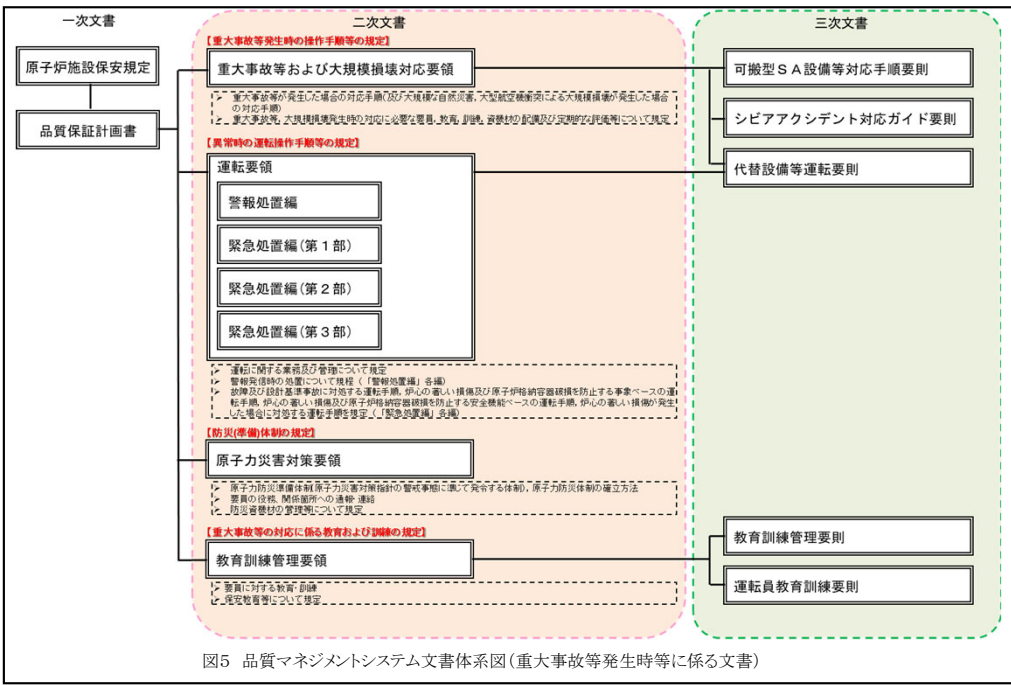 一次文書
二次文書
三次文書
原子炉施設保安規定
品質保証計画書
【重大事故等発生時の操作手順等の規定】
重大事故等および大規模損壊対応要領
➢ 重大事故等が発生した場合の対応手順(及び大規模な自然災害,大型航空機衝突による大規模損壊が発生した場合
の対応手順)
➢ 重大事故等,大規模損壊発生時の対応に必要な要員,教育,訓練,資機材の配備及び定期的な評価等について規定
【異常時の運転操作手順等の規定】
運転要領
警報処置編
緊急処置編(第1部)
緊急処置編(第2部)
緊急処置編(第3部)
➢ 運転に関する業務及び管理について規定
➢ 警報発信時の処置について規程(「警報処置編」各編)
➢ 故障及び設計基準事故に対処する運転手順,炉心の著しい損傷及び原子炉格納容器破損を防止する事象ベースの運
転手順,炉心の著しい損傷及び原子炉格納容器破損を防止する安全機能ベースの運転手順,炉心の著しい損傷が発生
した場合に対処する運転手順を規定(「緊急処置編」各編)
【防災(準備)体制の規定】
原子力災害対策要領
➢ 原子力防災準備体制(原子力災害対策指針の警戒事態に準じて発令する体制),原子力防災体制の確立方法
➢ 要員の役務、関係箇所への通報・連絡
➢ 防災資機材の管理等について規定
【重大事故等の対応に係る教育および訓練の規定】
教育訓練管理要領
➢ 要員に対する教育・訓練
➢ 保安教育等について規定
可搬型SA設備等対応手順要則
シビアアクシデント対応ガイド要則
代替設備等運転要則
教育訓練管理要則
運転員教育訓練要則
図5 品質マネジメントシステム文書体系図(重大事故等発生時等に係る文書)